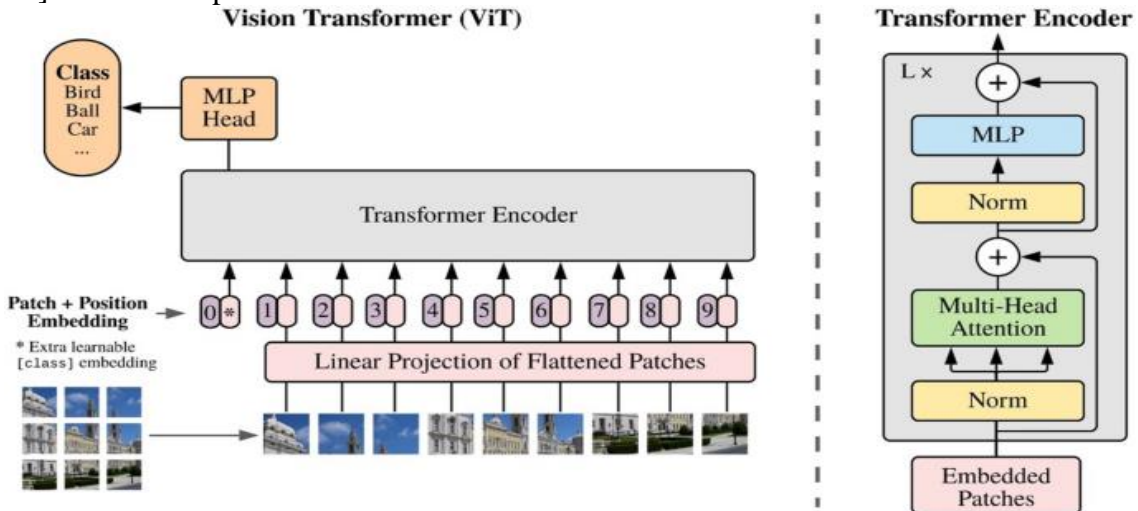 Vision Transformer (ViT)
Class
Bird
Ball
Car
...
MLP
Head
Transformer Encoder
Patch + Position
Embedding
* Extra learnable
[class] embedding
0 * 1 2 3 4 5 6 7 8 9
Linear Projection of Flattened Patches
Transformer Encoder
L ×
+
MLP
Norm
+
Multi-Head
Attention
Norm
Embedded
Patches